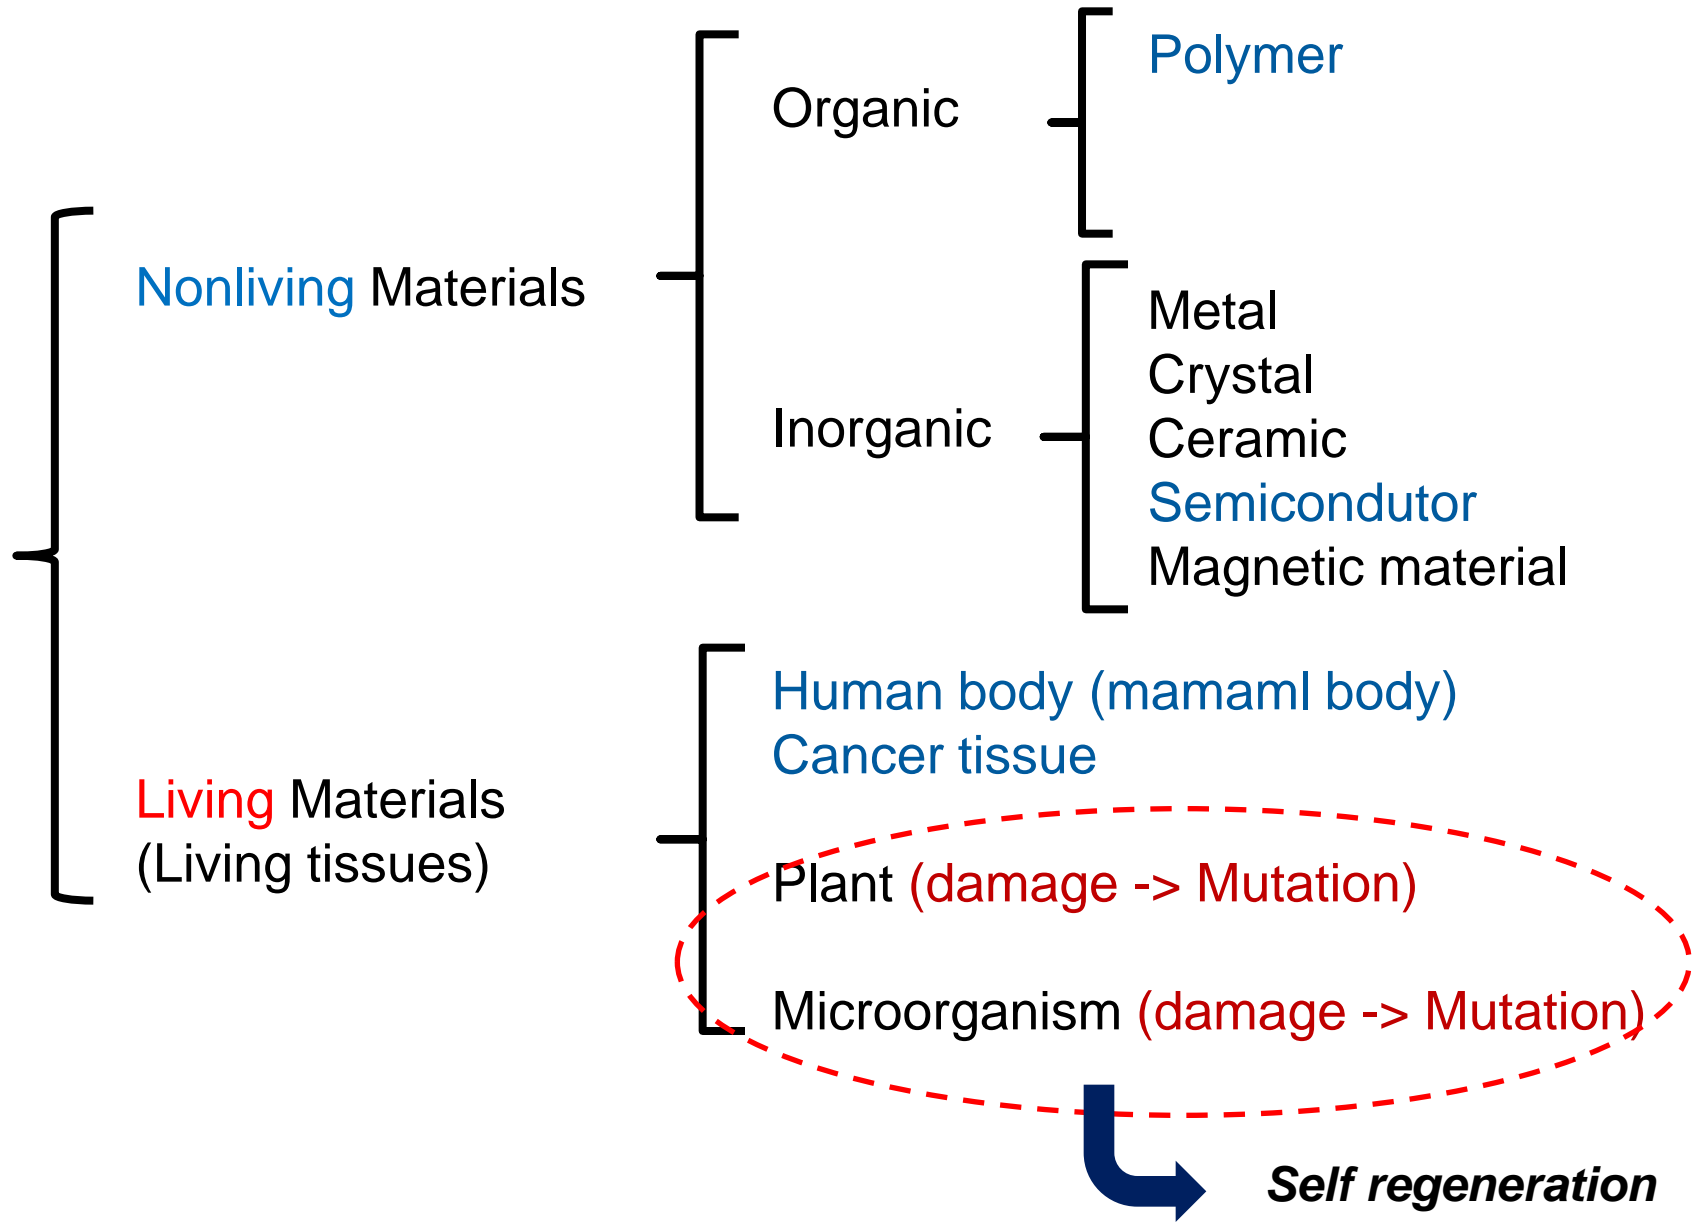 Polymer
Organic
Nonliving Materials
Metal
Crystal
Inorganic
Ceramic
Semicondutor
Magnetic material
Human body (mamaml body)
Cancer tissue
Living Materials
(Living tissues)
Plant (damage -> Mutation)
Microorganism (damage -> Mutation)
Self regeneration